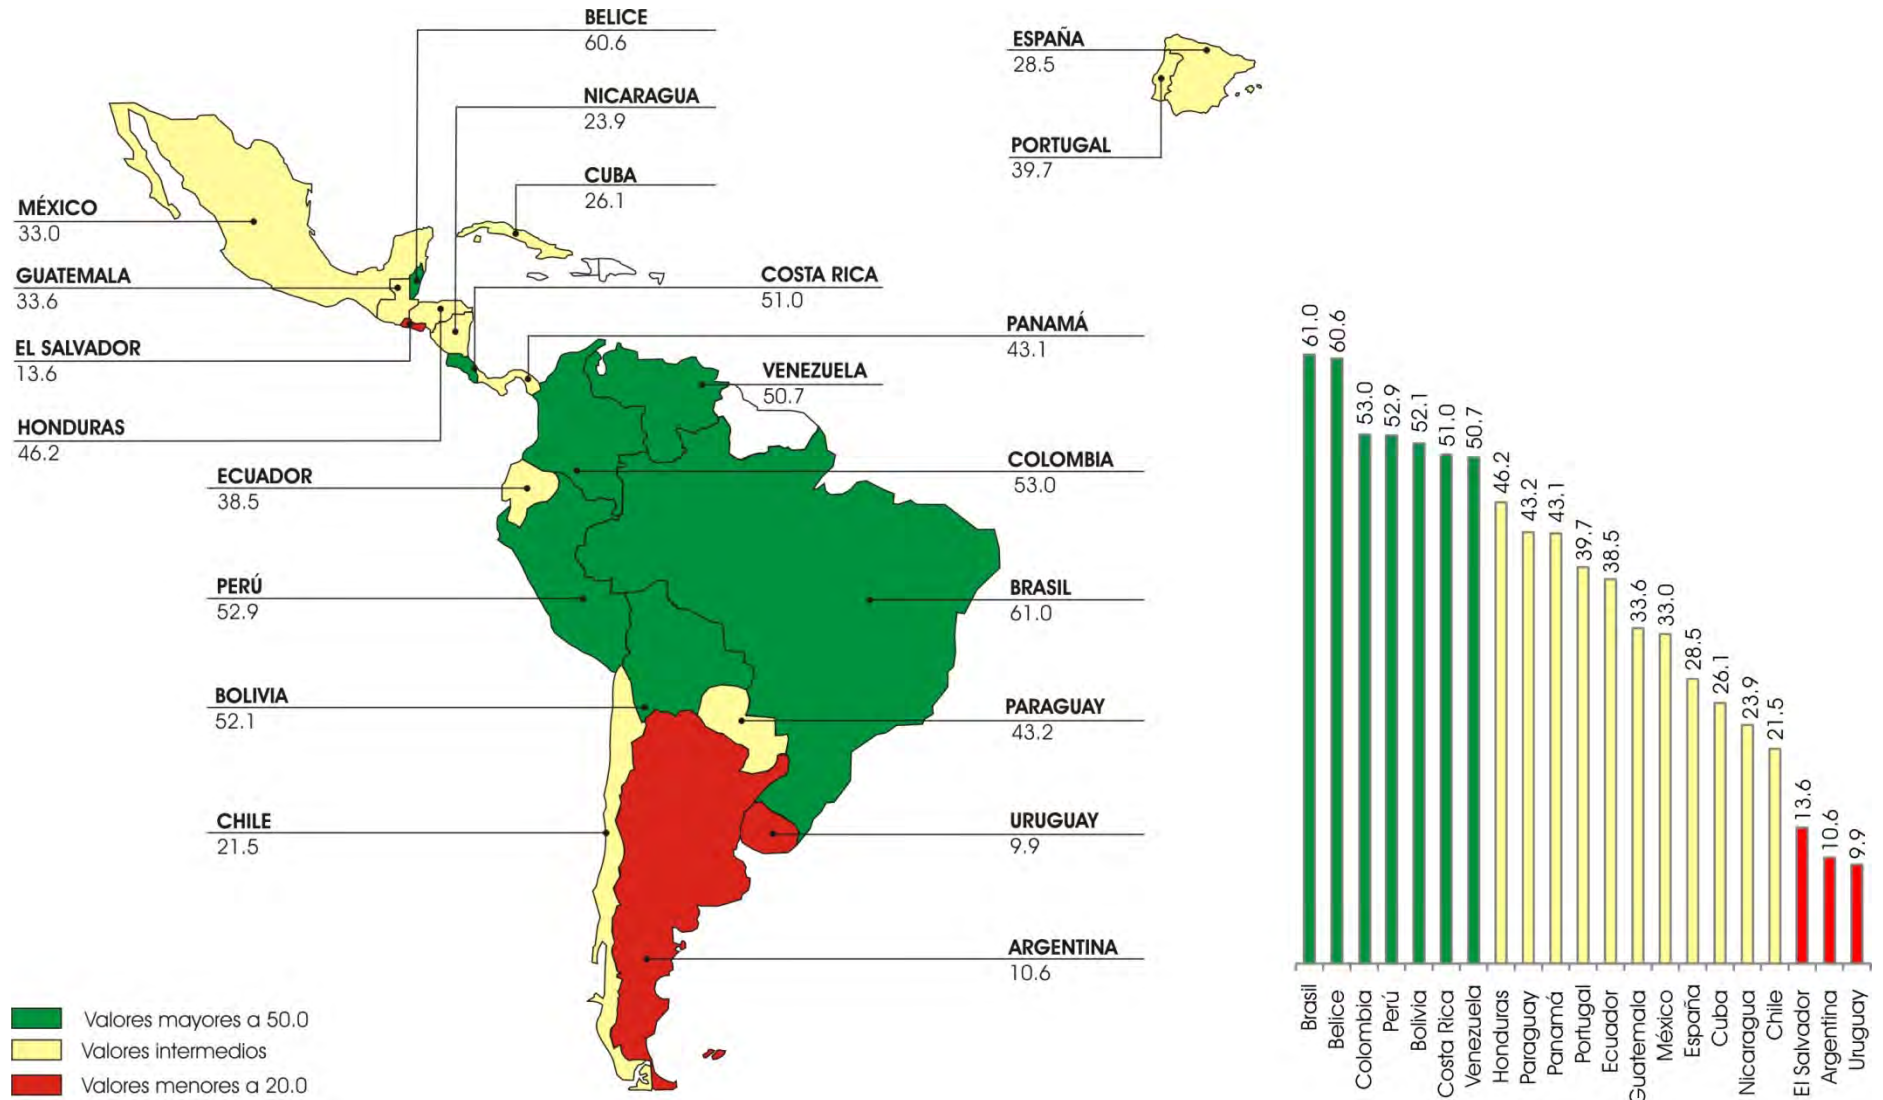 BELICE
60.6
NICARAGUA
23.9
CUBA
26.1
ESPAÑA
28.5
PORTUGAL
39.7
MÉXICO
33.0
GUATEMALA
33.6
EL SALVADOR
13.6
HONDURAS
46.2
COSTA RICA
51.0
PANAMÁ
43.1
VENEZUELA
50.7
COLOMBIA
53.0
ECUADOR
38.5
PERÚ
52.9
BRASIL
61.0
BOLIVIA
52.1
PARAGUAY
43.2
CHILE
21.5
URUGUAY
9.9
ARGENTINA
10.6
Valores mayores a 50.0
Valores intermedios
Valores menores a 20.0
61.0
60.6
53.0
52.9
52.1
51.0
50.7
46.2
43.2
43.1
39.7
38.5
33.6
33.0
28.5
26.1
23.9
21.5
13.6
10.6
9.9
Brasil
Belice
Colombia
Perú
Bolivia
Costa Rica
Venezuela
Honduras
Paraguay
Panamá
Portugal
Ecuador
Guatemala
México
España
Cuba
Nicaragua
Chile
El Salvador
Argentina
Uruguay